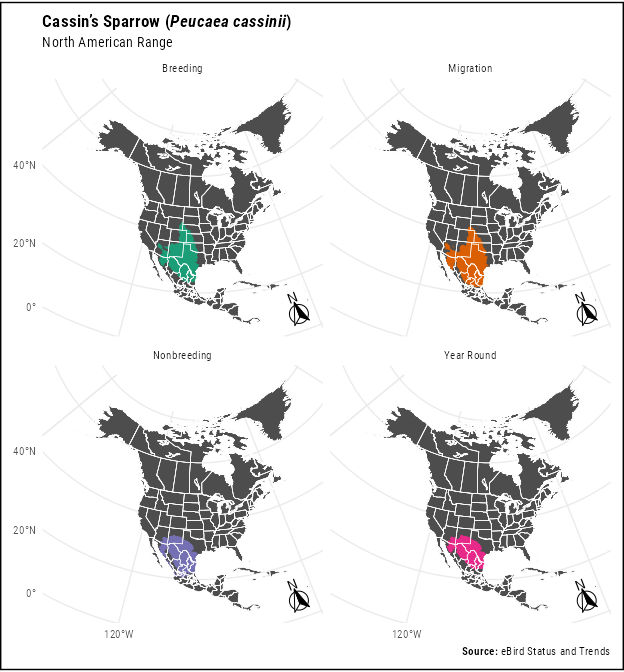 Cassin’s Sparrow (Peucaea cassinii)
North American Range
Breeding
Migration
40°N
20°N
0°
N
N
Nonbreeding
Year Round
40°N
20°N
0°
N
N
120°W
120°W
Source: eBird Status and Trends